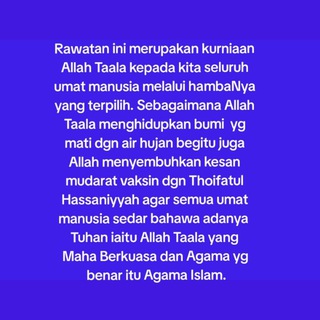 Rawatan ini merupakan kurniaan
Allah Taala kepada kita seluruh
umat manusia melalui hambaNya
yang terpilih. Sebagaimana Allah
Taala menghidupkan bumi yg
mati dgn air hujan begitu juga
Allah menyembuhkan kesan
mudarat vaksin dgn Thoifatul
Hassaniyyah agar semua umat
manusia sedar bahawa adanya
Tuhan iaitu Allah Taala yang
Maha Berkuasa dan Agama yg
benar itu Agama Islam.